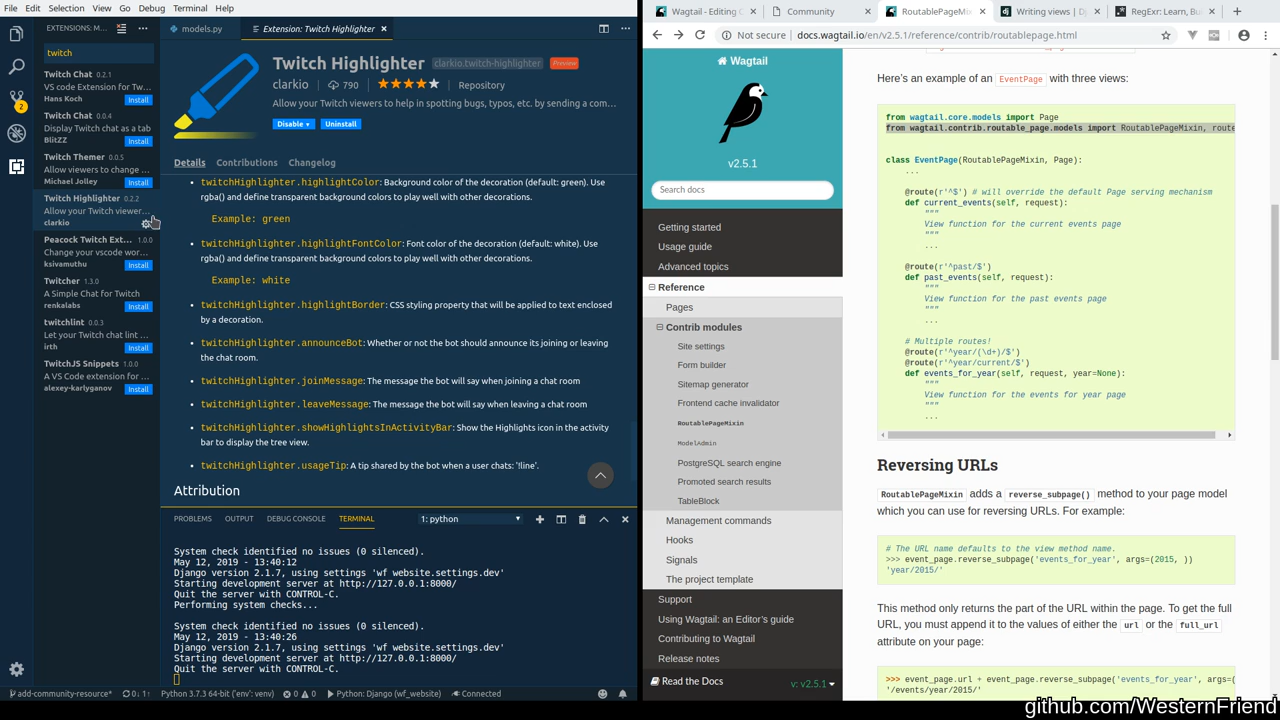 File Edit Selection View Go Debug Terminal Help
EXTENSIONS: M...
twitch
Twitch Chat 0.2.1
VS code Extension for Tw...
Hans Koch Install
Twitch Chat 0.0.4
Display Twitch chat as a tab
BlitZZ Install
Twitch Themer 0.0.5
Allow viewers to change ...
Michael Jolley Install
Twitch Highlighter 0.2.2
Allow your Twitch viewer...
clarkio
Peacock Twitch Ext... 1.0.0
Change your vscode wor...
ksivamuthu Install
Twitcher 1.3.0
A Simple Chat for Twitch
renkalabs Install
twitchlint 0.0.3
Let your Twitch chat lint ...
irth Install
TwitchJS Snippets 1.0.0
A VS Code extension for ...
alexey-karlyganov Install
2
models.py Extension: Twitch Highlighter
Twitch Highlighter clarkio.twitch-highlighter Preview
clarkio 790 Repository
Allow your Twitch viewers to help in spotting bugs, typos, etc. by sending a com...
Disable Uninstall
Details Contributions Changelog
• twitchHighlighter.highlightColor: Background color of the decoration (default: green). Use
rgba() and define transparent background colors to play well with other decorations.
Example: green
• twitchHighlighter.highlightFontColor: Font color of the decoration (default: white). Use
rgba() and define transparent background colors to play well with other decorations.
Example: white
• twitchHighlighter.highlightBorder: CSS styling property that will be applied to text enclosed
by a decoration.
• twitchHighlighter.announceBot: Whether or not the bot should announce its joining or leaving
the chat room.
• twitchHighlighter.joinMessage: The message the bot will say when joining a chat room
• twitchHighlighter.leaveMessage: The message the bot will say when leaving a chat room
• twitchHighlighter.showHighlightsInActivityBar: Show the Highlights icon in the activity
bar to display the tree view.
• twitchHighlighter.usageTip: A tip shared by the bot when a user chats: '!line'.
Attribution
PROBLEMS OUTPUT DEBUG CONSOLE TERMINAL 1: python
System check identified no issues (0 silenced).
May 12, 2019 - 13:40:12
Django version 2.1.7, using settings 'wf_website.settings.dev'
Starting development server at http://127.0.0.1:8000/
Quit the server with CONTROL-C.
Performing system checks...
System check identified no issues (0 silenced).
May 12, 2019 - 13:40:26
Django version 2.1.7, using settings 'wf_website.settings.dev'
Starting development server at http://127.0.0.1:8000/
Quit the server with CONTROL-C.
add-community-resource* 0↓ 1↑ Python 3.7.3 64-bit ('env': venv) 0 0 Python: Django (wf_website) Connected
Wagtail - Editing C Community RoutablePageMix Writing views | Dj RegExr: Learn, Bu
Not secure | docs.wagtail.io/en/v2.5.1/reference/contrib/routablepage.html
Wagtail
v2.5.1
Search docs
Getting started
Usage guide
Advanced topics
Reference
Pages
Contrib modules
Site settings
Form builder
Sitemap generator
Frontend cache invalidator
RoutablePageMixin
ModelAdmin
PostgreSQL search engine
Promoted search results
TableBlock
Management commands
Hooks
Signals
The project template
Support
Using Wagtail: an Editor's guide
Contributing to Wagtail
Release notes
Read the Docs v: v2.5.1
Here's an example of an EventPage with three views:
from wagtail.core.models import Page
from wagtail.contrib.routable_page.models import RoutablePageMixin, route
class EventPage(RoutablePageMixin, Page):
...
@route(r'^$') # will override the default Page serving mechanism
def current_events(self, request):
"""
View function for the current events page
"""
...
@route(r'^past/$')
def past_events(self, request):
"""
View function for the past events page
"""
...
# Multiple routes!
@route(r'^year/(\d+)/$')
@route(r'^year/current/$')
def events_for_year(self, request, year=None):
"""
View function for the events for year page
"""
...
Reversing URLs
RoutablePageMixin adds a reverse_subpage() method to your page model
which you can use for reversing URLs. For example:
# The URL name defaults to the view method name.
>>> event_page.reverse_subpage('events_for_year', args=(2015, ))
'year/2015/'
This method only returns the part of the URL within the page. To get the full
URL, you must append it to the values of either the url or the full_url
attribute on your page:
>>> event_page.url + event_page.reverse_subpage('events_for_year', args=(
'/events/year/2015/'
github.com/WesternFriend